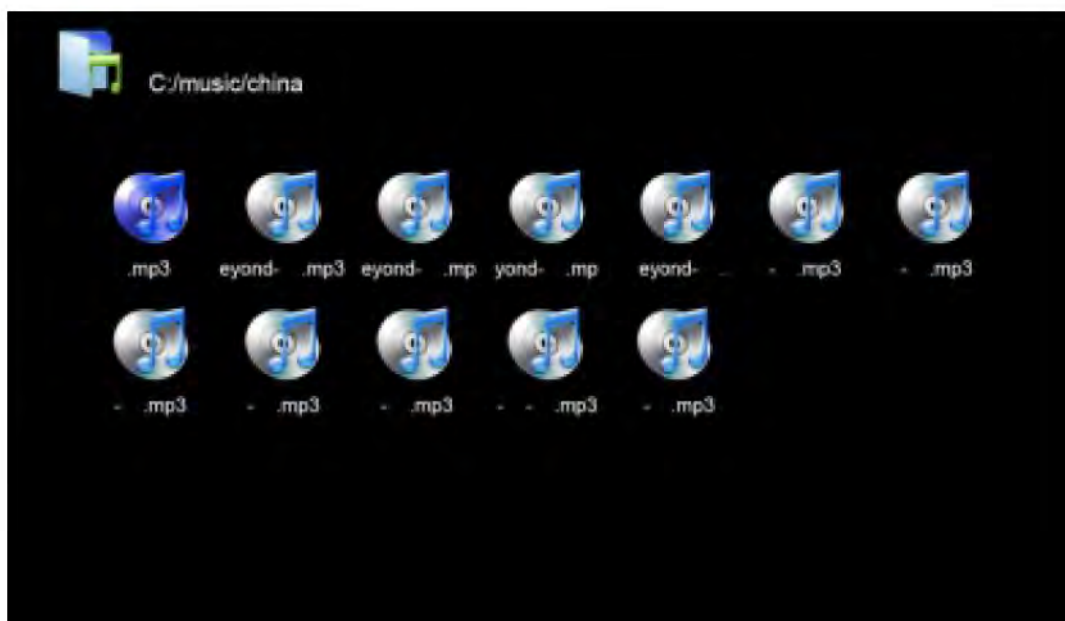 C:/music/china
.mp3 eyond- .mp3 eyond- .mp yond- .mp eyond- .. - .mp3 - .mp3
- .mp3 - .mp3 - .mp3 - - .mp3 - .mp3